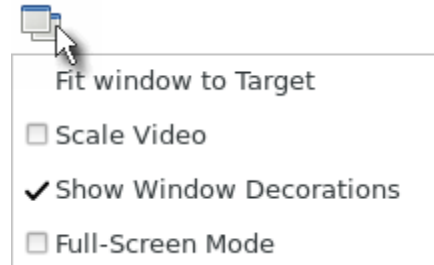 Fit window to Target
Scale Video
Show Window Decorations
Full-Screen Mode